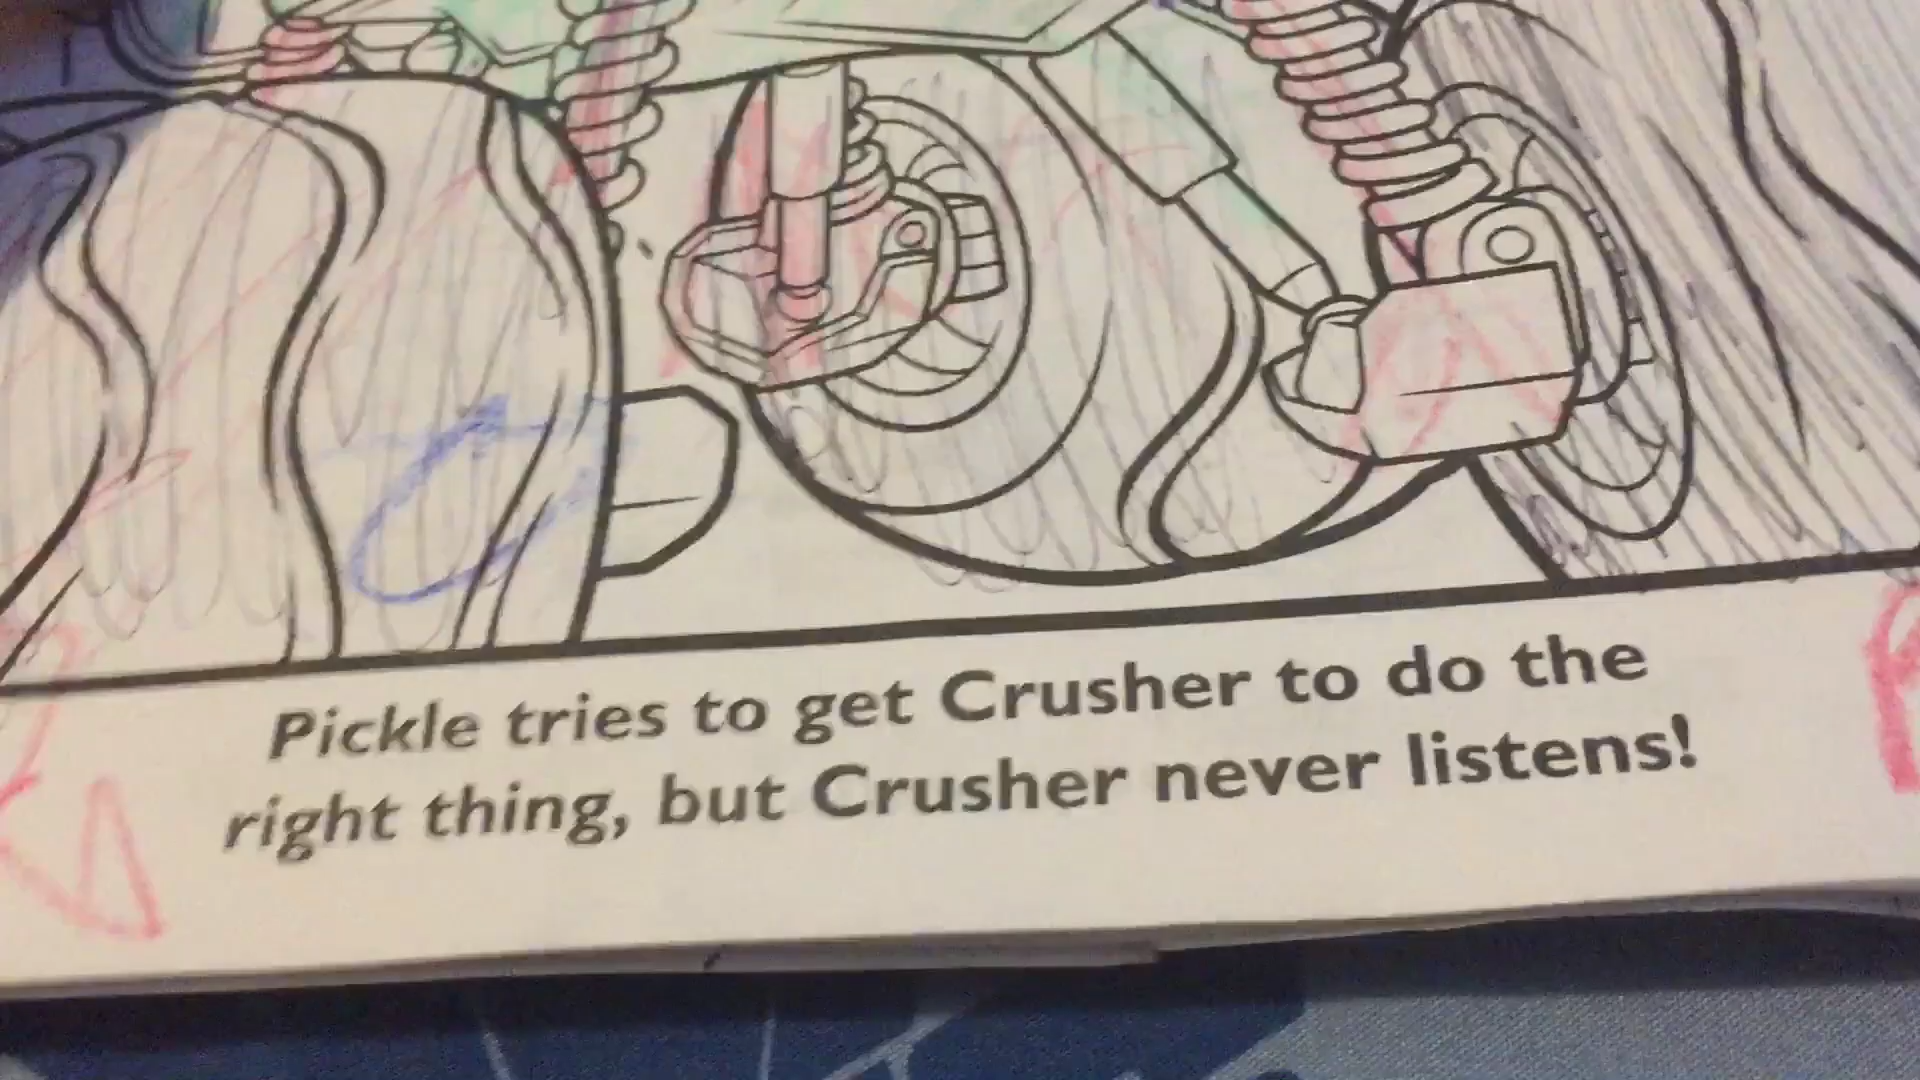 Pickle tries to get Crusher to do the
right thing, but Crusher never listens!